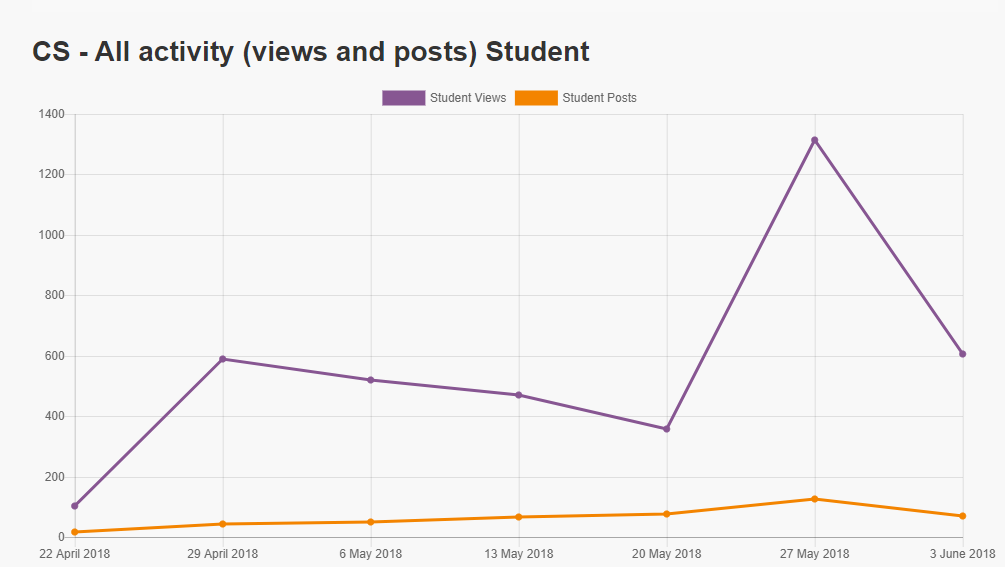 CS - All activity (views and posts) Student
Student Views Student Posts
1400
1200
1000
800
600
400
200
0
22 April 2018 29 April 2018 6 May 2018 13 May 2018 20 May 2018 27 May 2018 3 June 2018